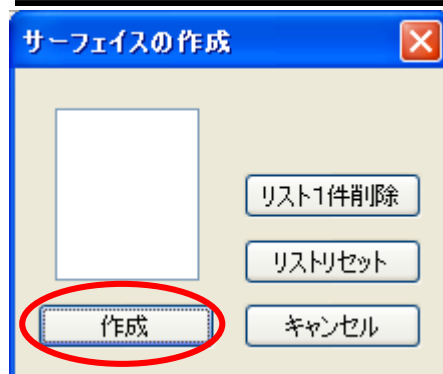 サーフェイスの作成
リスト1件削除
リストリセット
作成
キャンセル